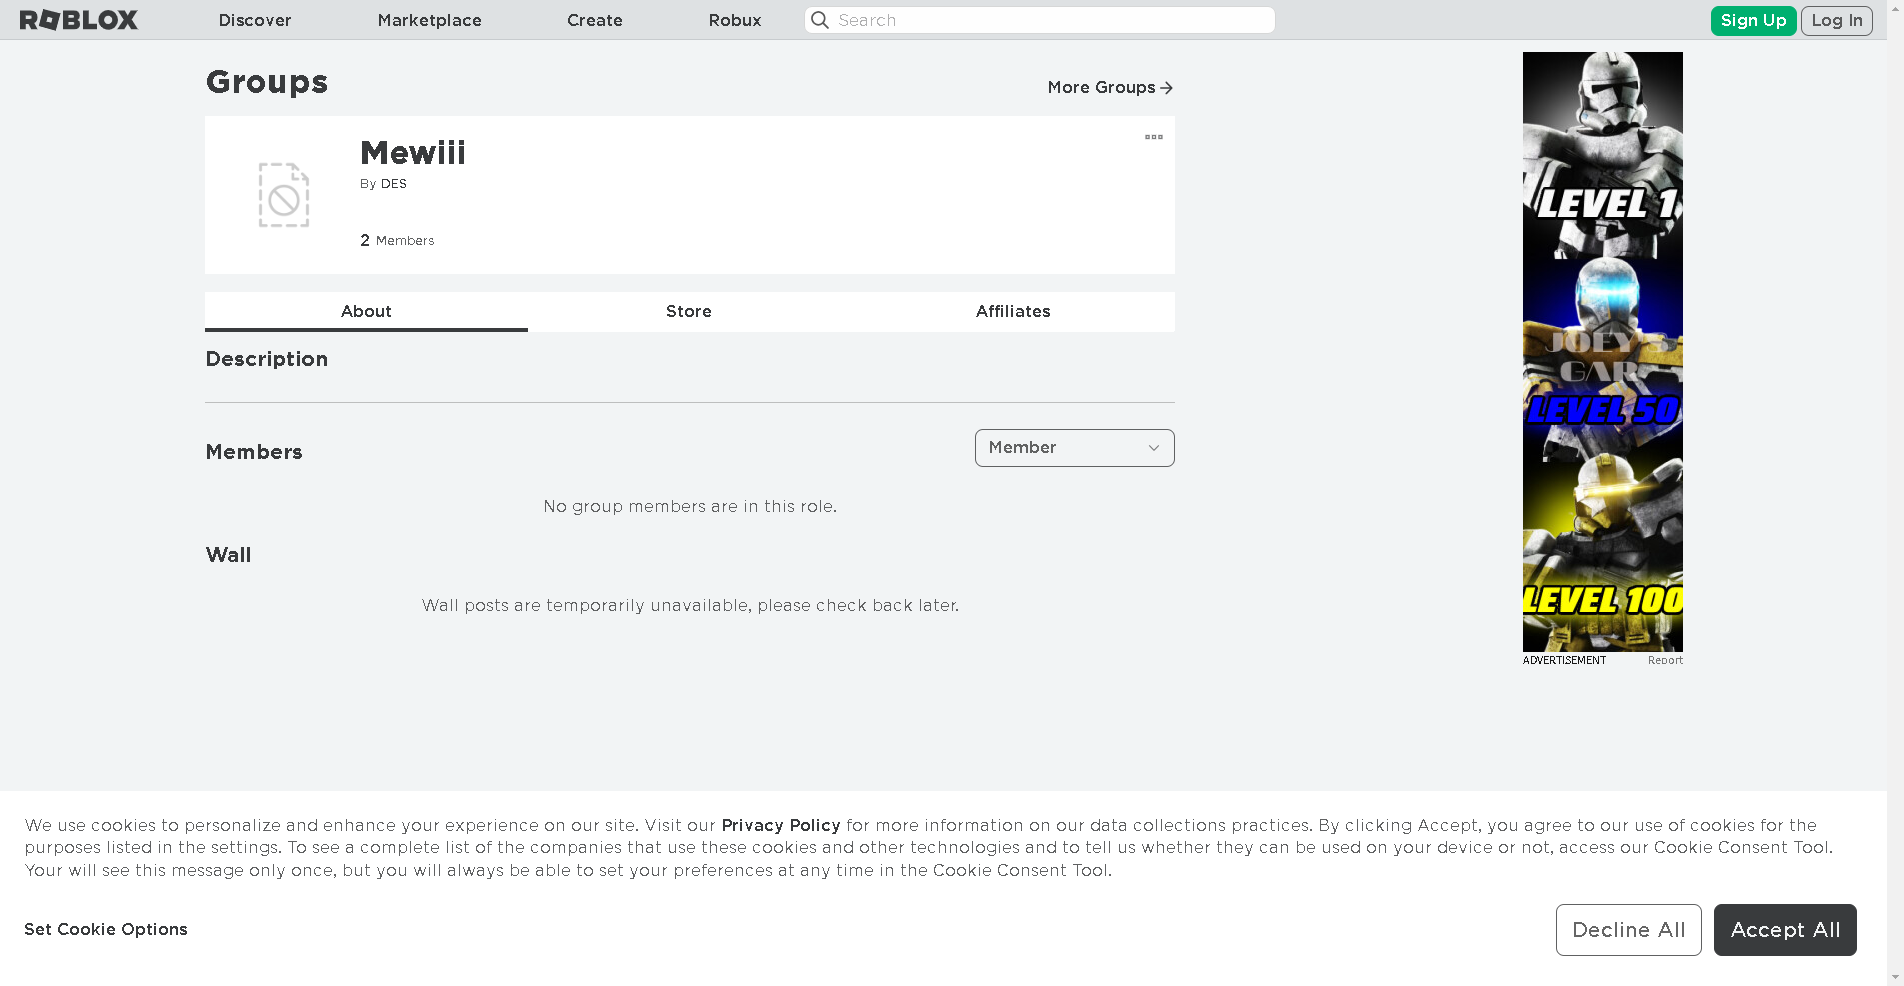 ROBLOX Discover Marketplace Create Robux Search Sign Up Log In
Groups
More Groups
Mewiii
By DES
2 Members
About Store Affiliates
Description
Members
Member
No group members are in this role.
Wall
Wall posts are temporarily unavailable, please check back later.
LEVEL 1
JOEY'S
GAR
LEVEL 50
LEVEL 100
ADVERTISEMENT Report
We use cookies to personalize and enhance your experience on our site. Visit our Privacy Policy for more information on our data collections practices. By clicking Accept, you agree to our use of cookies for the
purposes listed in the settings. To see a complete list of the companies that use these cookies and other technologies and to tell us whether they can be used on your device or not, access our Cookie Consent Tool.
Your will see this message only once, but you will always be able to set your preferences at any time in the Cookie Consent Tool.
Set Cookie Options
Decline All
Accept All